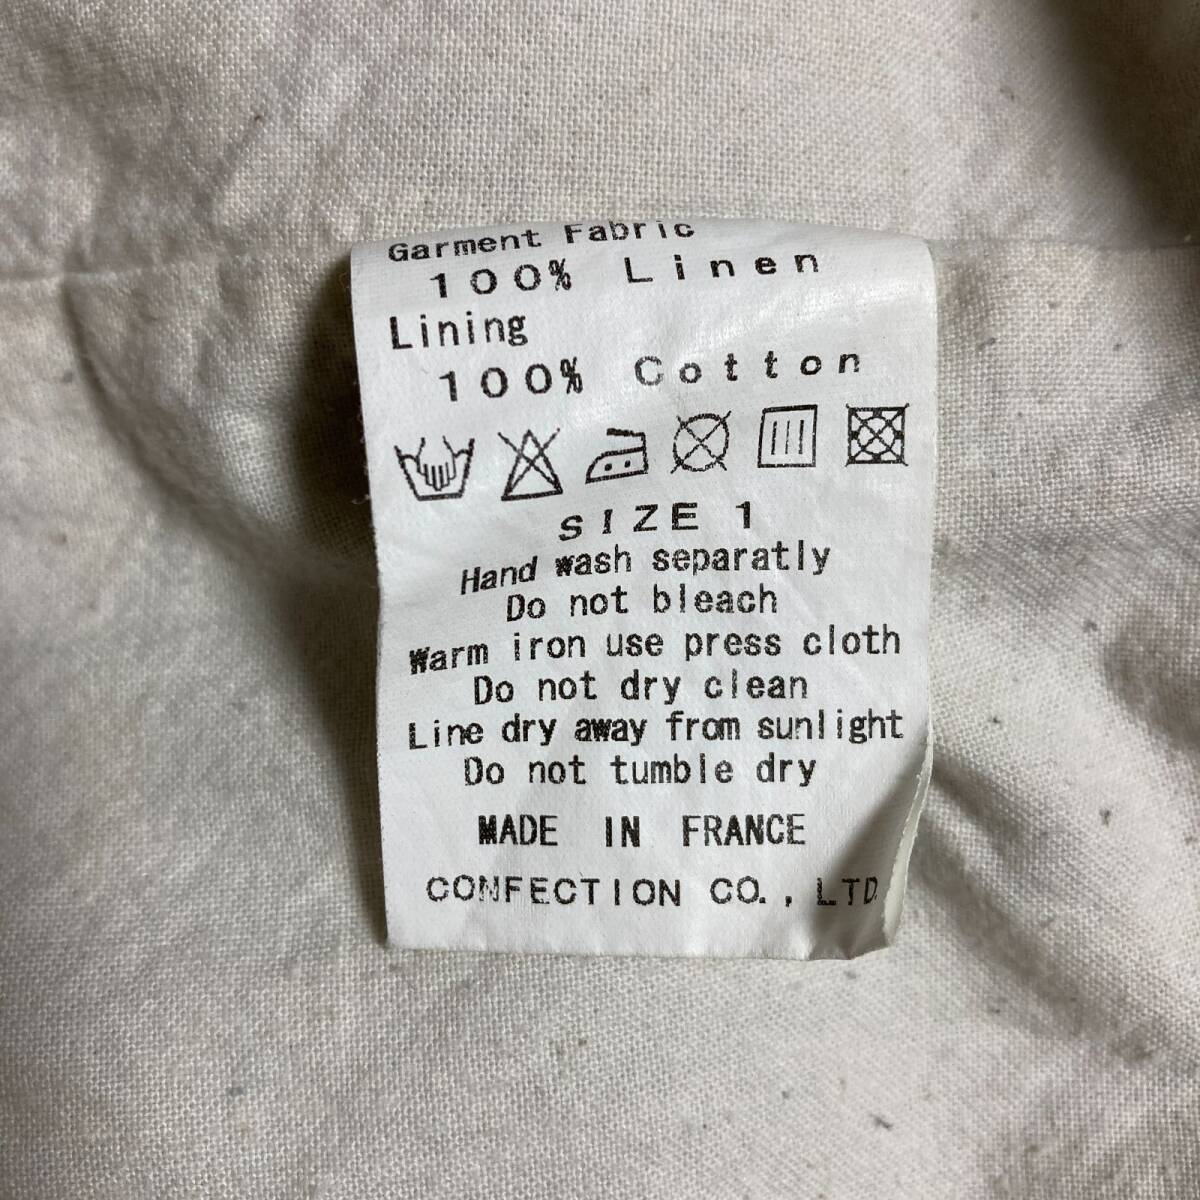 Garment Fabric
100% Linen
Lining
100% Cotton
SIZE 1
Hand wash separatly
Do not bleach
Warm iron use press cloth
Do not dry clean
Line dry away from sunlight
Do not tumble dry
MADE IN FRANCE
CONFECTION CO., LTD.